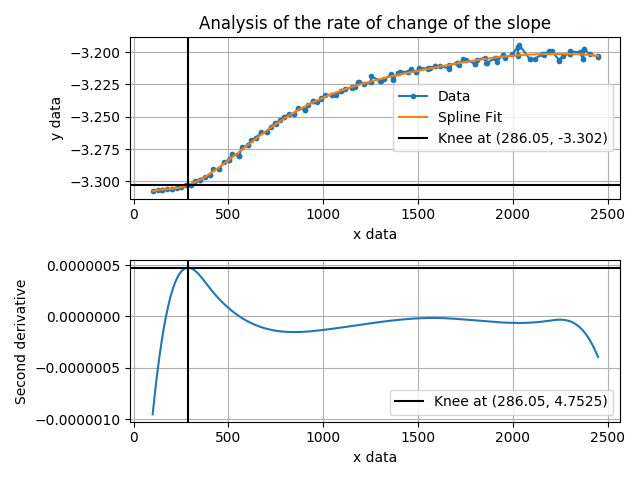 Analysis of the rate of change of the slope
−3.200
−3.225
−3.250
−3.275
−3.300
y data
Data
Spline Fit
Knee at (286.05, -3.302)
0 500 1000 1500 2000 2500
x data
0.0000005
0.0000000
−0.0000005
−0.0000010
Second derivative
Knee at (286.05, 4.7525)
0 500 1000 1500 2000 2500
x data